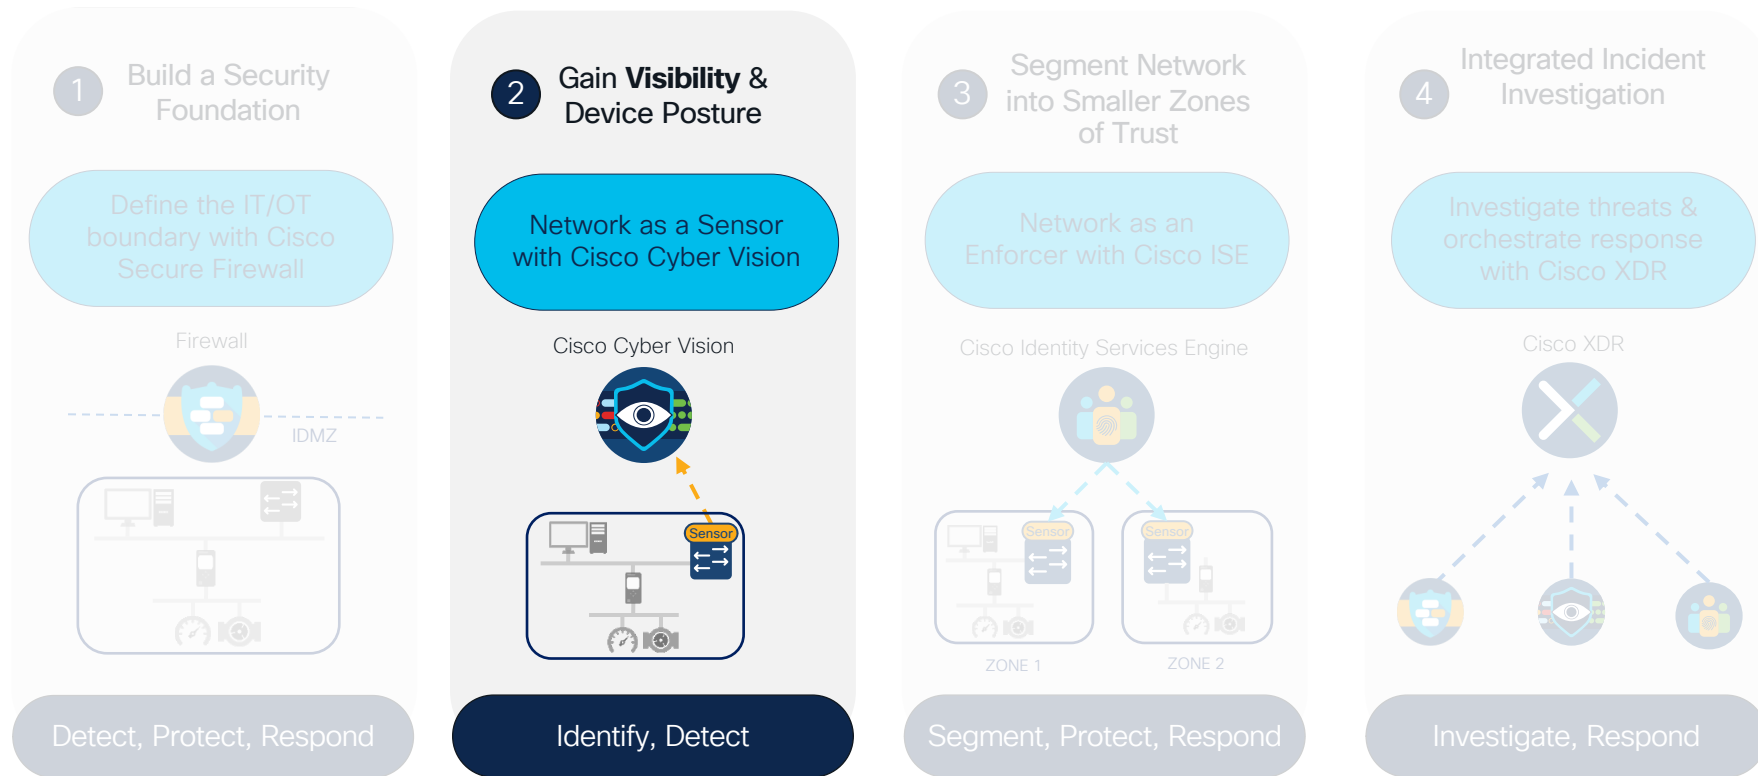 1
Build a Security
Foundation
Define the IT/OT
boundary with Cisco
Secure Firewall
Firewall
IDMZ
Detect, Protect, Respond
2
Gain Visibility &
Device Posture
Network as a Sensor
with Cisco Cyber Vision
Cisco Cyber Vision
Sensor
Identify, Detect
3
Segment Network
into Smaller Zones
of Trust
Network as an
Enforcer with Cisco ISE
Cisco Identity Services Engine
Sensor
Sensor
ZONE 1
ZONE 2
Segment, Protect, Respond
4
Integrated Incident
Investigation
Investigate threats &
orchestrate response
with Cisco XDR
Cisco XDR
Investigate, Respond